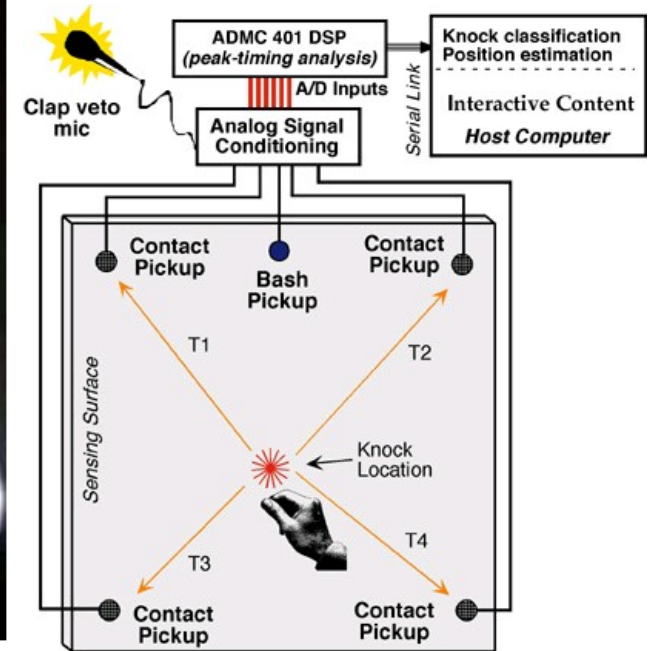 Clap veto
mic
ADMC 401 DSP
(peak-timing analysis)
A/D Inputs
Analog Signal
Conditioning
Serial Link
Knock classification
Position estimation
Interactive Content
Host Computer
Contact
Pickup
Bash
Pickup
Contact
Pickup
T1
T2
Sensing Surface
Knock
Location
T3
T4
Contact
Pickup
Contact
Pickup